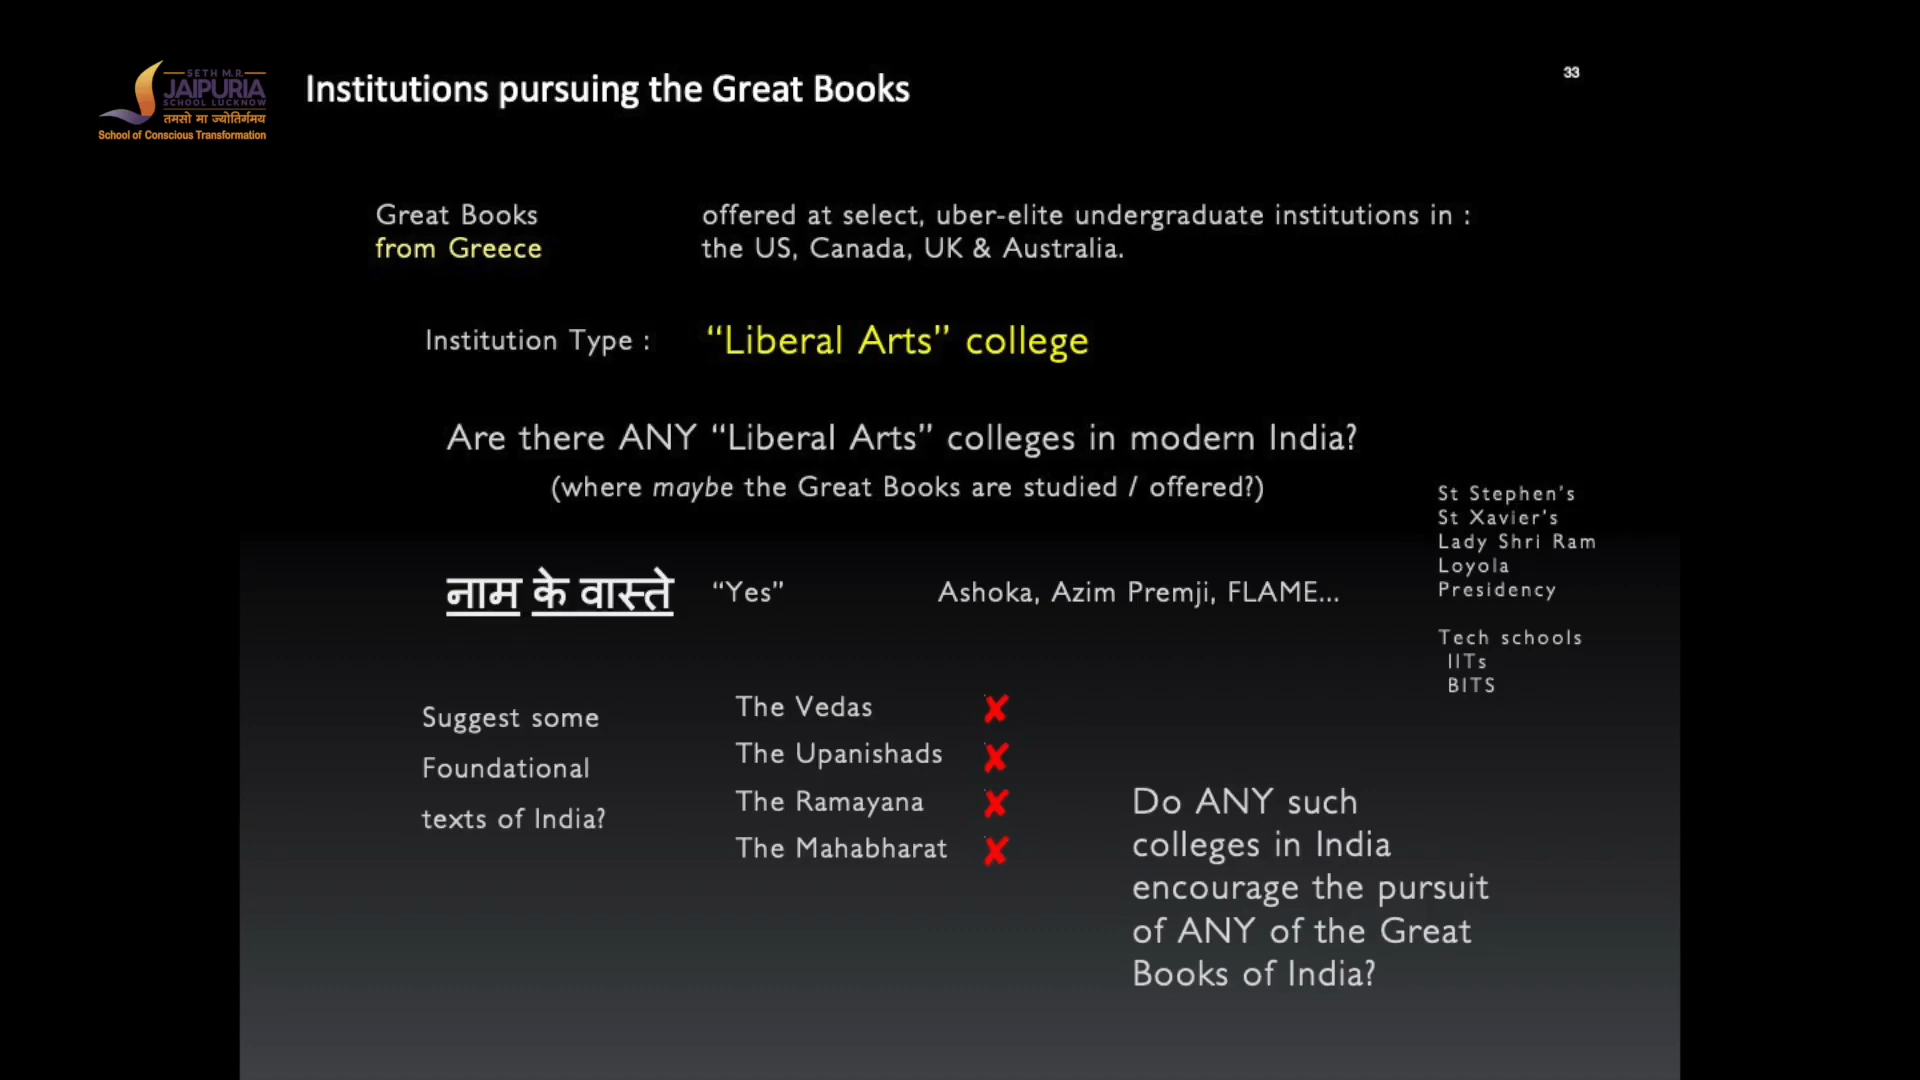 SETH M.R.
JAIPURIA
SCHOOL LUCKNOW
तमसो मा ज्योतिर्गमय
School of Conscious Transformation
Institutions pursuing the Great Books
33
Great Books
from Greece
offered at select, uber-elite undergraduate institutions in :
the US, Canada, UK & Australia.
Institution Type :
“Liberal Arts” college
Are there ANY “Liberal Arts” colleges in modern India?
(where maybe the Great Books are studied / offered?)
St Stephen’s
St Xavier’s
Lady Shri Ram
Loyola
Presidency
Tech schools
IITs
BITS
नाम के वास्ते “Yes” Ashoka, Azim Premji, FLAME...
Suggest some
Foundational
texts of India?
The Vedas ✘
The Upanishads ✘
The Ramayana ✘
The Mahabharat ✘
Do ANY such
colleges in India
encourage the pursuit
of ANY of the Great
Books of India?